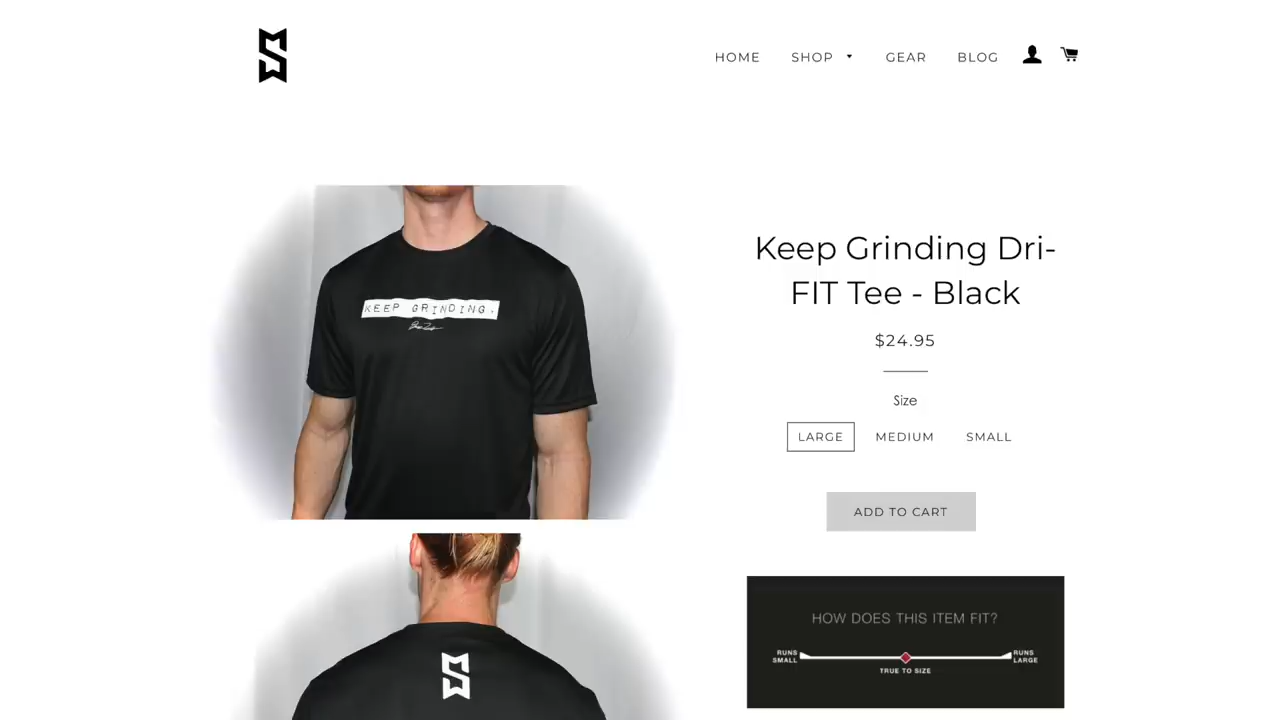 HOME SHOP GEAR BLOG
KEEP GRINDING.
Keep Grinding Dri-
FIT Tee - Black
$24.95
Size
LARGE MEDIUM SMALL
ADD TO CART
HOW DOES THIS ITEM FIT?
RUNS
SMALL
RUNS
LARGE
TRUE TO SIZE